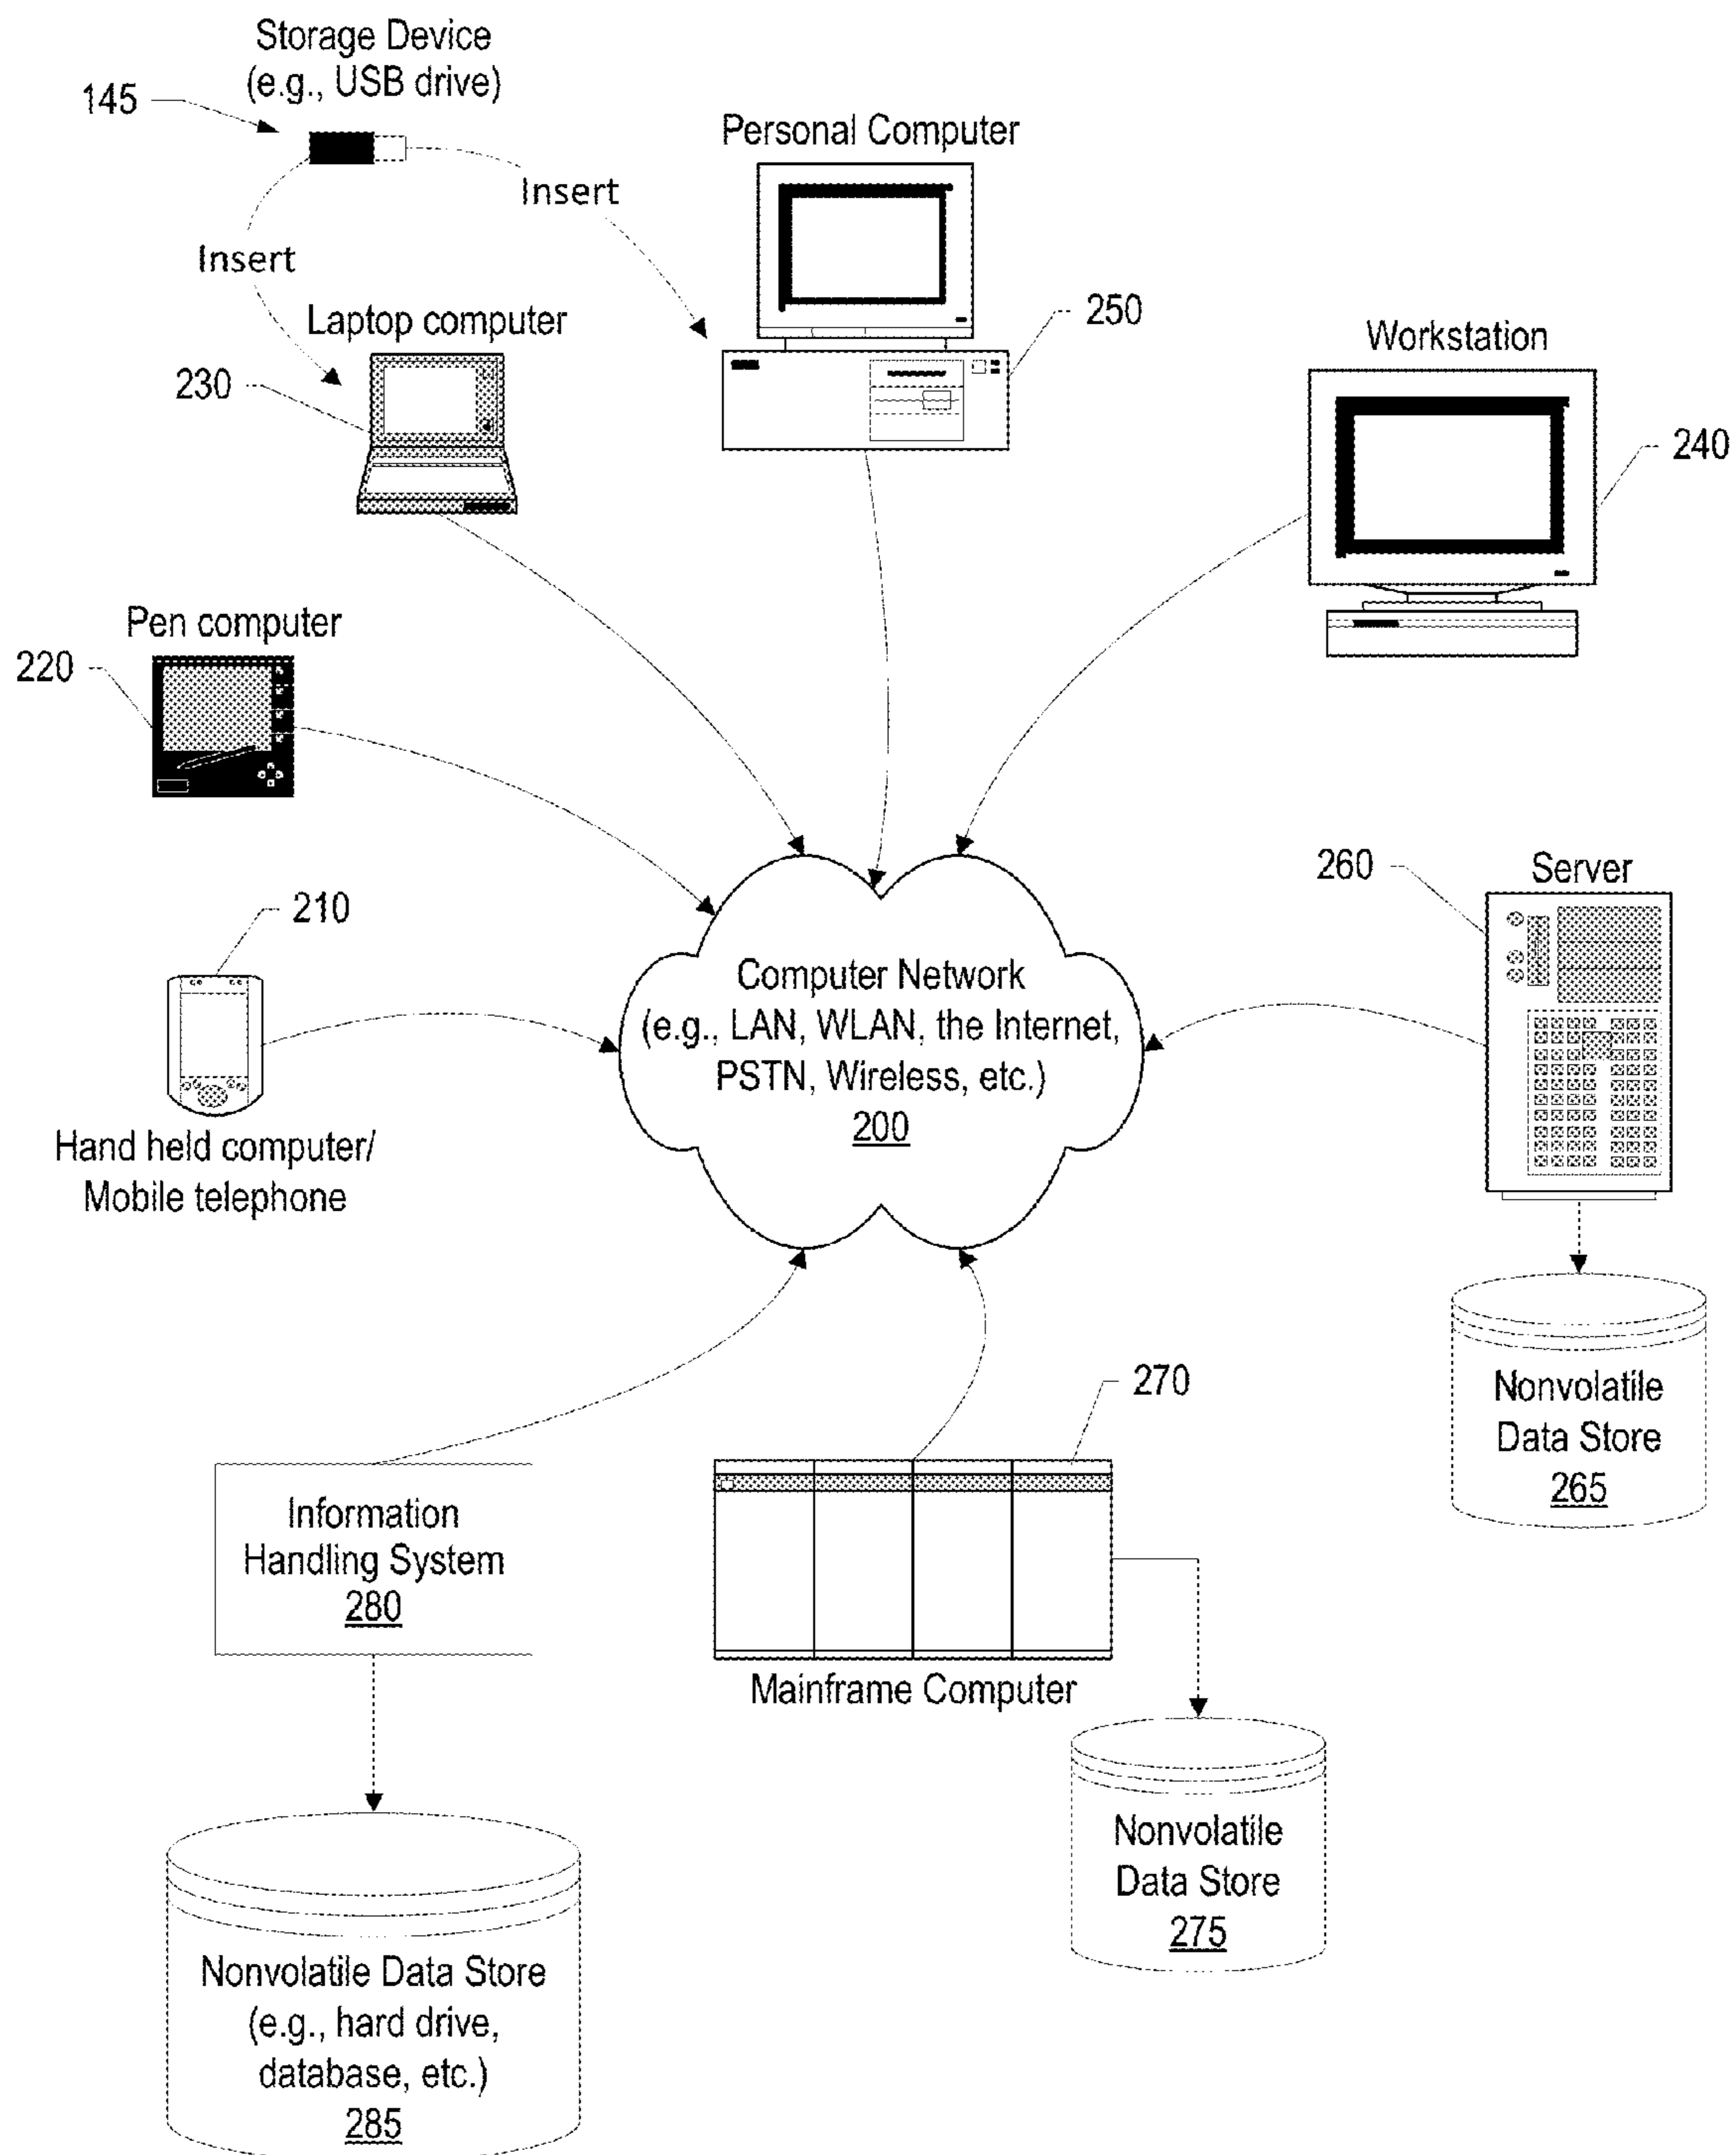 Storage Device
(e.g., USB drive)
145
Personal Computer
Insert
Insert
250
Laptop computer
230
Workstation
240
Pen computer
220
260
Server
210
Computer Network
(e.g., LAN, WLAN, the Internet,
PSTN, Wireless, etc.)
200
Hand held computer/
Mobile telephone
270
Nonvolatile
Data Store
265
Information
Handling System
280
Mainframe Computer
Nonvolatile
Data Store
275
Nonvolatile Data Store
(e.g., hard drive,
database, etc.)
285